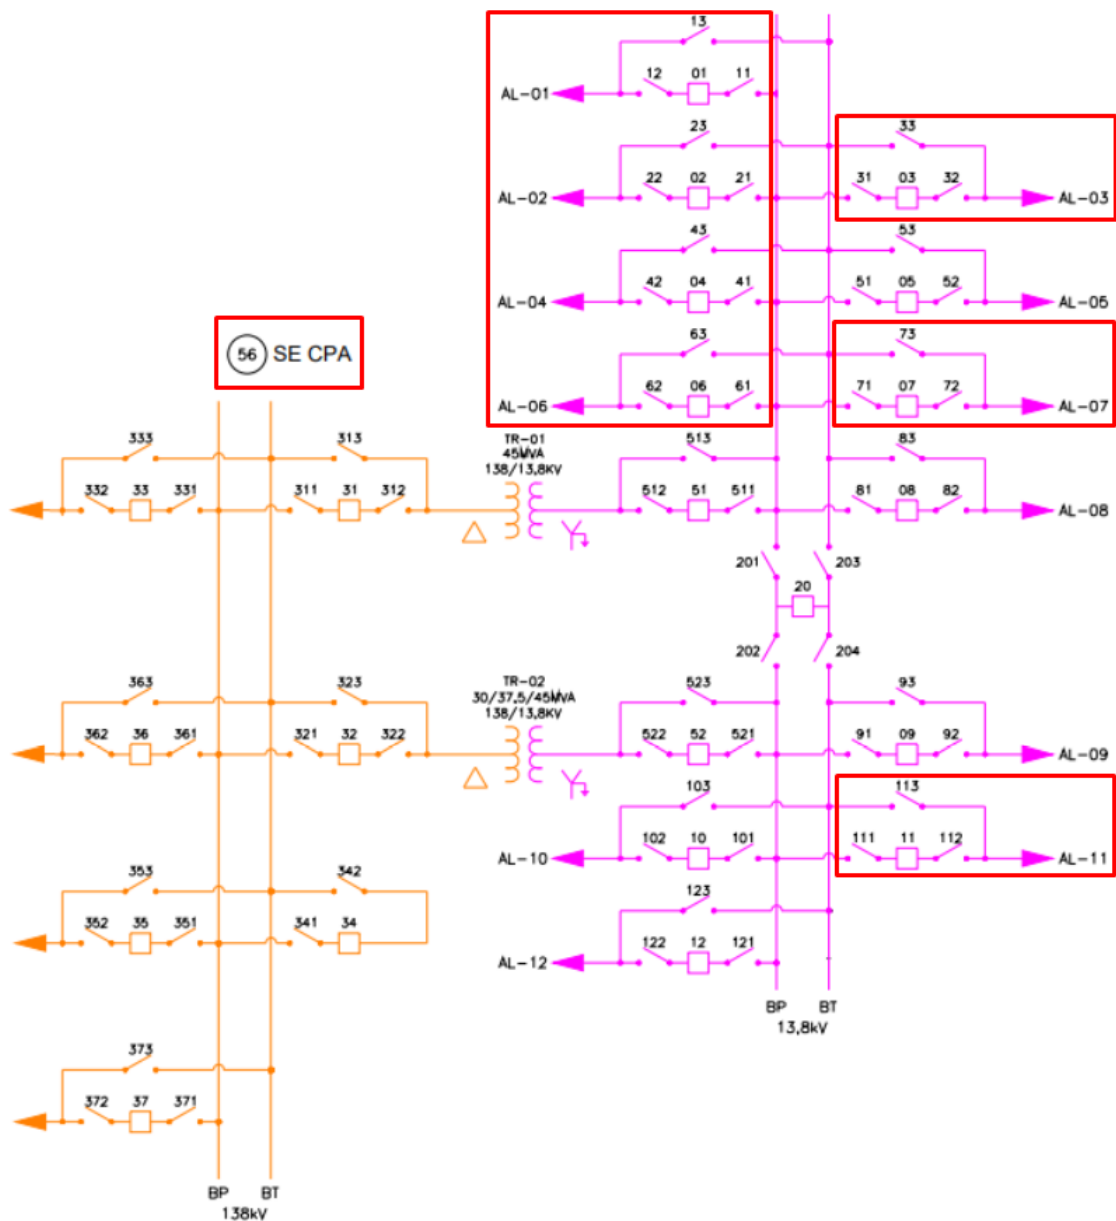 13
12 01 11
AL-01
23
33
22 02 21
31 03 32
AL-02
AL-03
43
53
42 04 41
51 05 52
AL-04
AL-05
56 SE CPA
63
73
62 06 61
71 07 72
AL-06
AL-07
333
313
TR-01
45MVA
138/13,8KV
513
83
332 33 331
311 31 312
512 51 511
81 08 82
AL-08
201
203
20
202
204
363
323
TR-02
30/37,5/45MVA
138/13,8KV
523
93
362 36 361
321 32 322
522 52 521
91 09 92
AL-09
103
113
102 10 101
111 11 112
AL-10
AL-11
353
342
123
352 35 351
341 34
122 12 121
AL-12
BP BT
13,8kV
373
372 37 371
BP BT
138kV